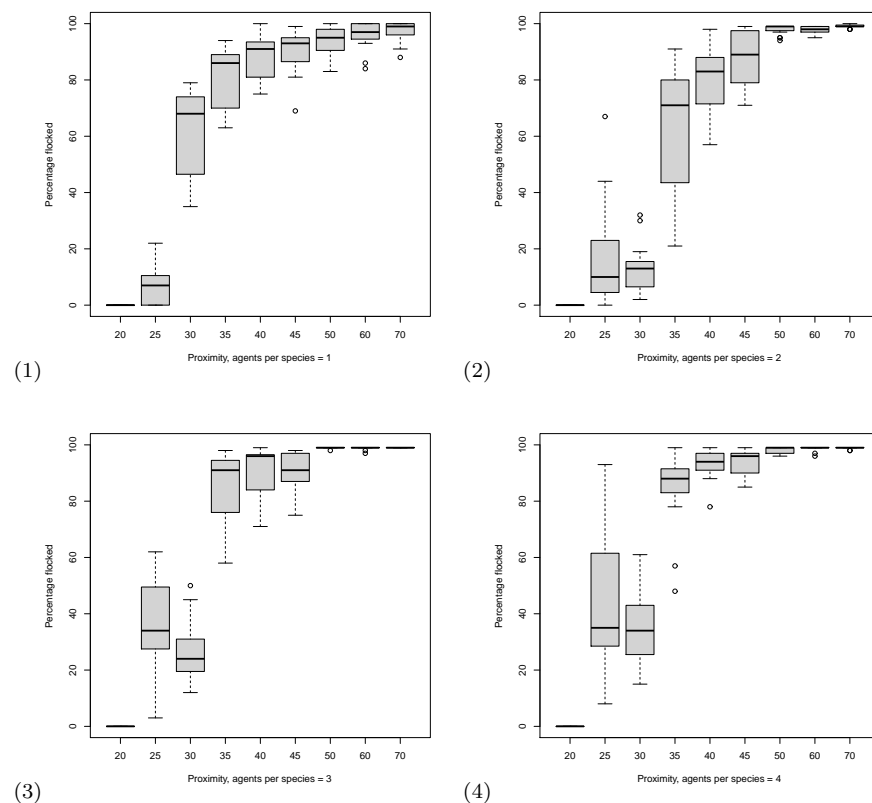 Percentage flocked
100
80
60
40
20
0
20 25 30 35 40 45 50 60 70
Proximity, agents per species = 1
(1)
Percentage flocked
100
80
60
40
20
0
20 25 30 35 40 45 50 60 70
Proximity, agents per species = 2
(2)
Percentage flocked
100
80
60
40
20
0
20 25 30 35 40 45 50 60 70
Proximity, agents per species = 3
(3)
Percentage flocked
100
80
60
40
20
0
20 25 30 35 40 45 50 60 70
Proximity, agents per species = 4
(4)